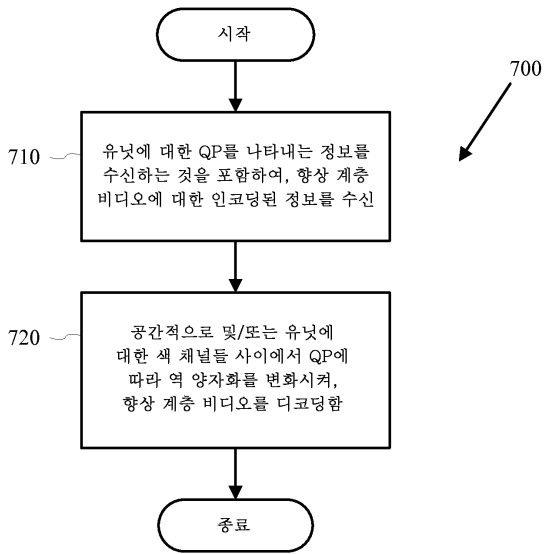 시작
700
710
유닛에 대한 QP를 나타내는 정보를
수신하는 것을 포함하여, 향상 계층
비디오에 대한 인코딩된 정보를 수신
720
공간적으로 및/또는 유닛에
대한 색 채널들 사이에서 QP에
따라 역 양자화를 변화시켜,
향상 계층 비디오를 디코딩함
종료